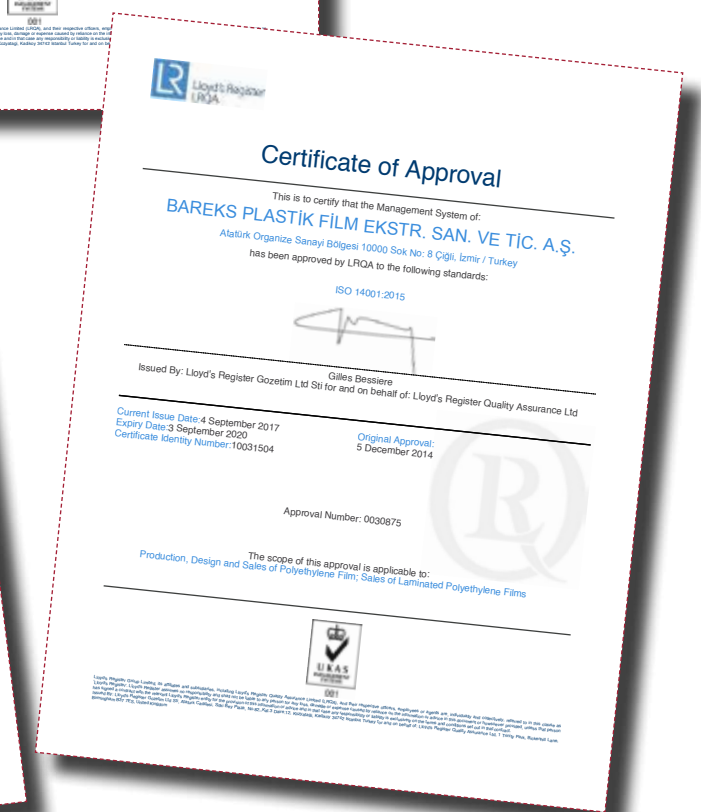 001
Lloyd's Register
LRQA
Certificate of Approval
This is to certify that the Management System of:
BAREKS PLASTİK FİLM EKSTR. SAN. VE TİC. A.Ş.
Atatürk Organize Sanayi Bölgesi 10000 Sok No: 8 Çiğli, İzmir / Turkey
has been approved by LRQA to the following standards:
ISO 14001:2015
Gilles Bessiere
Issued By: Lloyd's Register Gozetim Ltd Sti for and on behalf of: Lloyd's Register Quality Assurance Ltd
Current Issue Date:4 September 2017
Expiry Date:3 September 2020
Certificate Identity Number:10031504
Original Approval:
5 December 2014
Approval Number: 0030875
The scope of this approval is applicable to:
Production, Design and Sales of Polyethylene Film; Sales of Laminated Polyethylene Films
UKAS
MANAGEMENT
SYSTEMS
001